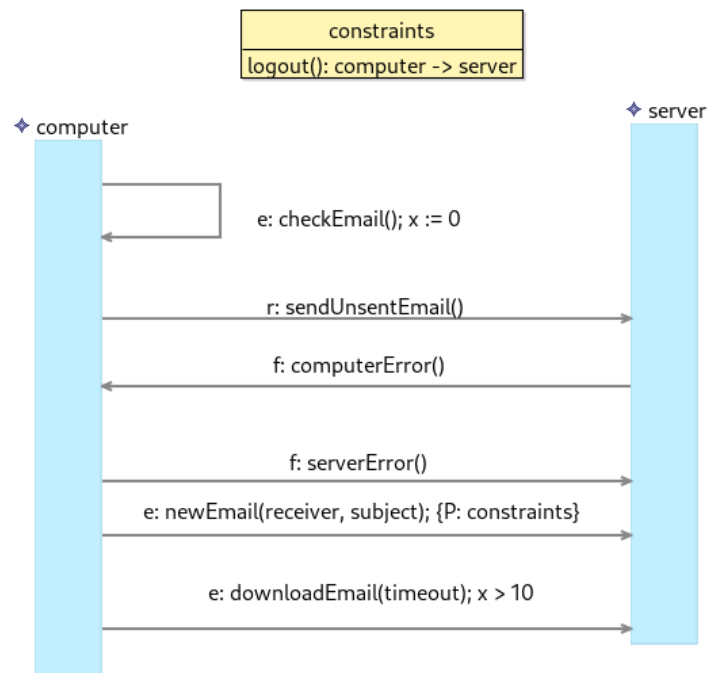 constraints
logout(): computer -> server
server
computer
e: checkEmail(); x := 0
r: sendUnsentEmail()
f: computerError()
f: serverError()
e: newEmail(receiver, subject); {P: constraints}
e: downloadEmail(timeout); x > 10